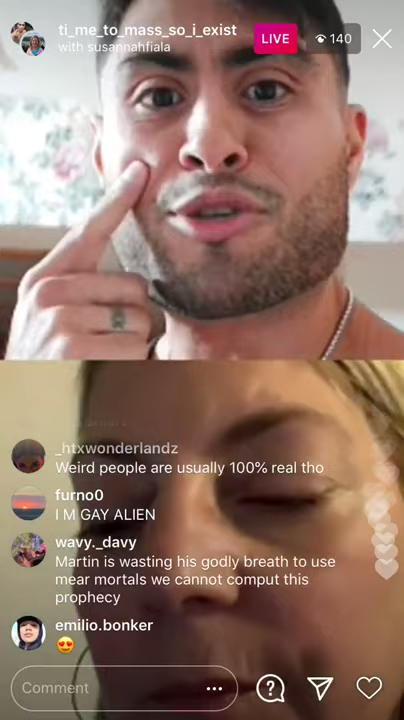 ti_me_to_mass_so_i_exist
with susannahfiala
LIVE
140
_htxwonderlandz
Weird people are usually 100% real tho
furno0
I M GAY ALIEN
wavy._davy
Martin is wasting his godly breath to use
mear mortals we cannot comput this
prophecy
emilio.bonker
😍
Comment